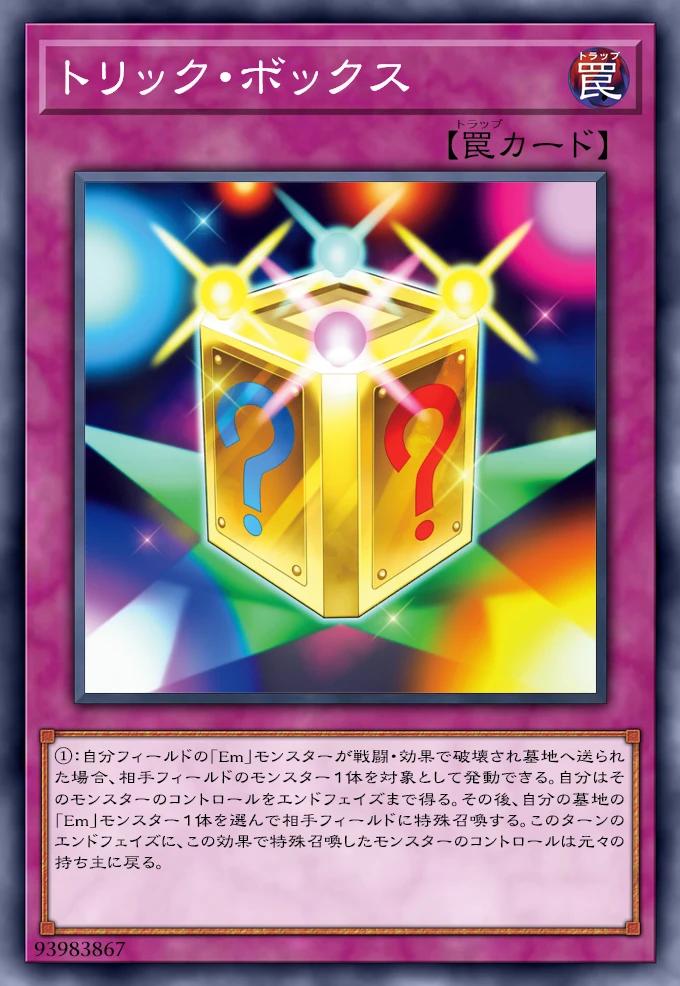 トリック・ボックス
トラップ
罠
トラップ
【罠カード】
?
?
①：自分フィールドの「Em」モンスターが戦闘・効果で破壊され墓地へ送られ
た場合、相手フィールドのモンスター１体を対象として発動できる。自分はそ
のモンスターのコントロールをエンドフェイズまで得る。その後、自分の墓地の
「Em」モンスター１体を選んで相手フィールドに特殊召喚する。このターンの
エンドフェイズに、この効果で特殊召喚したモンスターのコントロールは元々の
持ち主に戻る。
93983867